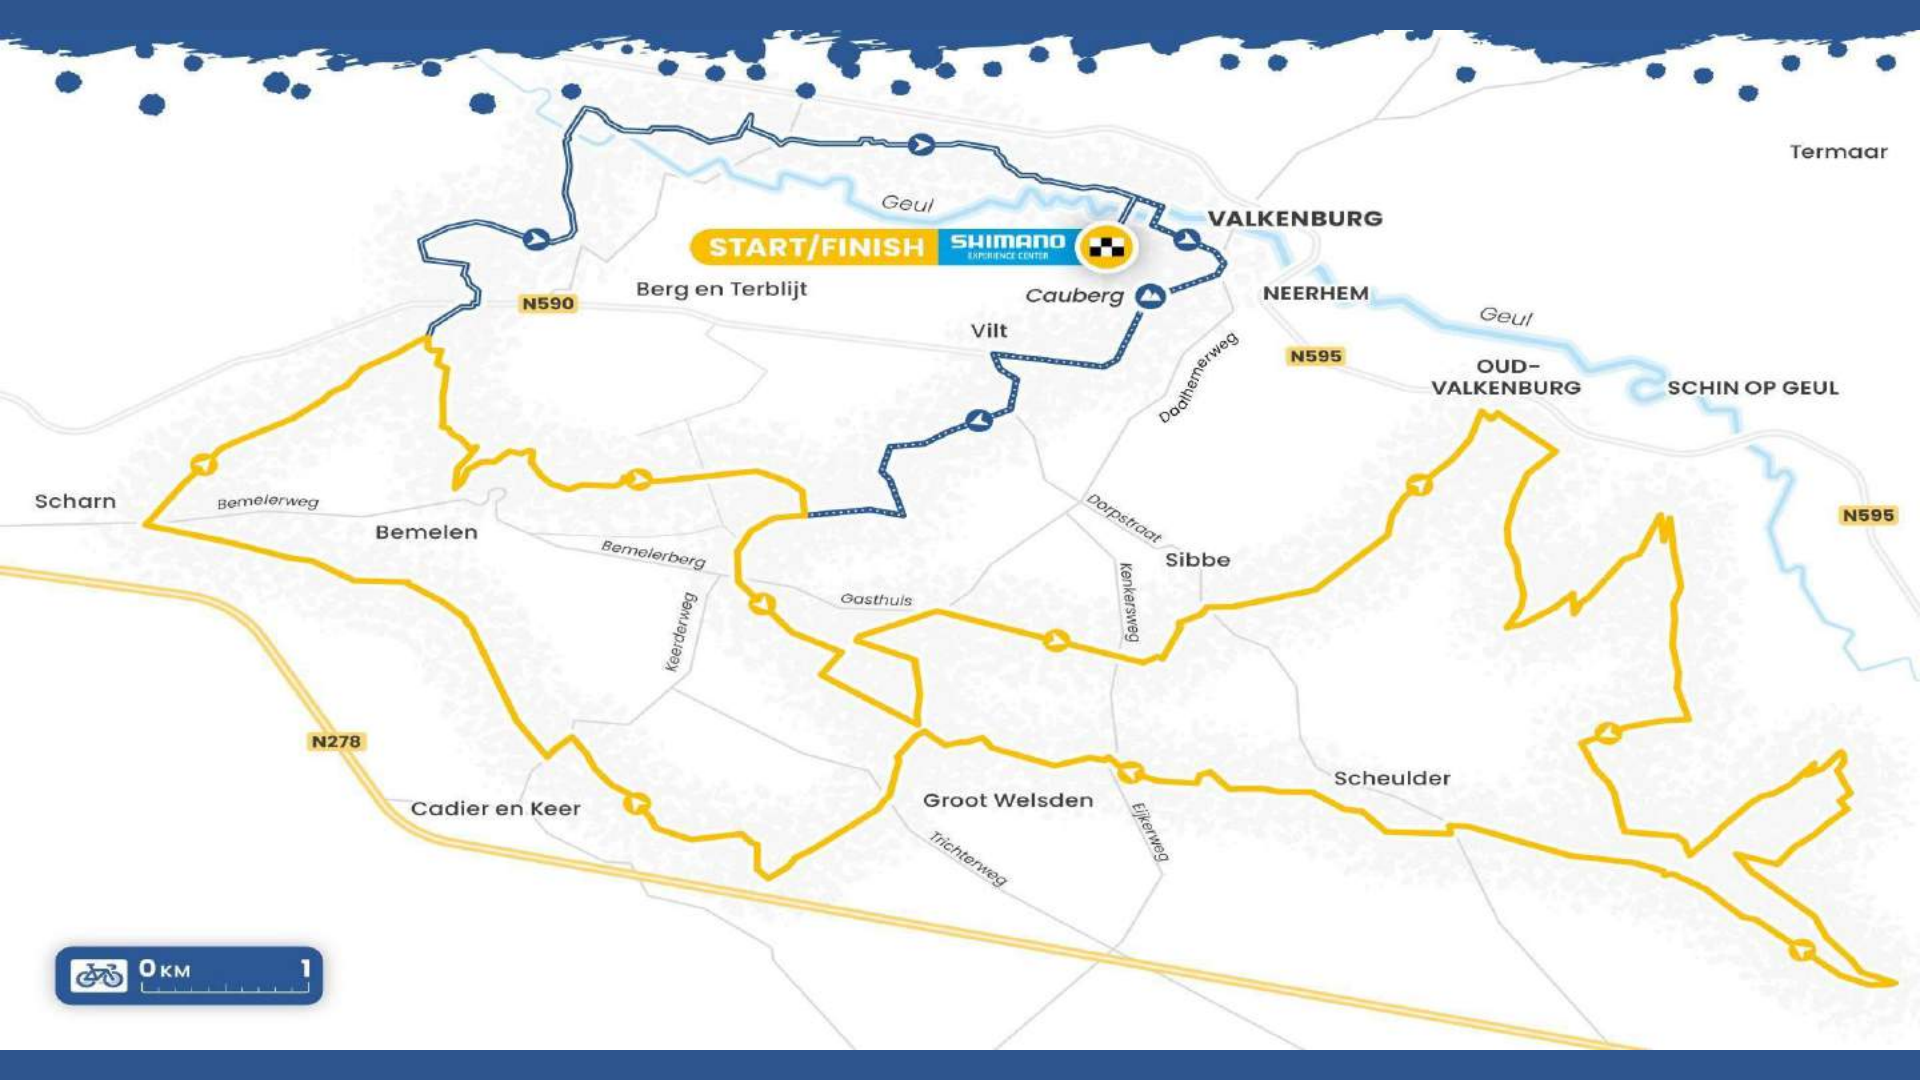 Termaar
Geul
VALKENBURG
START/FINISH
SHIMANO
EXPERIENCE CENTER
Berg en Terblijt
Cauberg
NEERHEM
N590
Vilt
Geul
Daalhemerweg
N595
OUD-
VALKENBURG
SCHIN OP GEUL
Scharn
Bemelerweg
Bemelen
Dorpstraat
N595
Bemelerberg
Sibbe
Kenkersweg
Gasthuis
Keerderweg
N278
Scheulder
Cadier en Keer
Groot Welsden
Eijkerweg
Trichterweg
0 KM 1